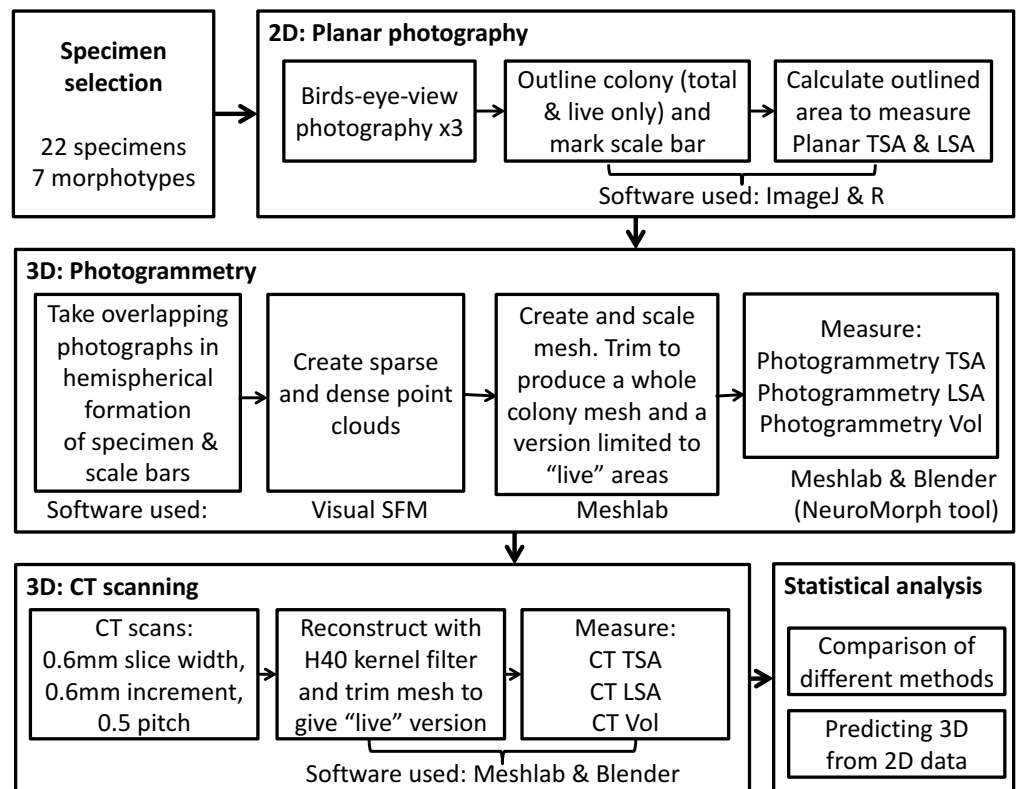 Specimen
selection
22 specimens
7 morphotypes
2D: Planar photography
Birds-eye-view
photography x3
Outline colony (total
& live only) and
mark scale bar
Calculate outlined
area to measure
Planar TSA & LSA
Software used: ImageJ & R
3D: Photogrammetry
Take overlapping
photographs in
hemispherical
formation
of specimen &
scale bars
Create sparse
and dense point
clouds
Create and scale
mesh. Trim to
produce a whole
colony mesh and a
version limited to
“live” areas
Measure:
Photogrammetry TSA
Photogrammetry LSA
Photogrammetry Vol
Software used:
Visual SFM
Meshlab
Meshlab & Blender
(NeuroMorph tool)
3D: CT scanning
CT scans:
0.6mm slice width,
0.6mm increment,
0.5 pitch
Reconstruct with
H40 kernel filter
and trim mesh to
give “live” version
Measure:
CT TSA
CT LSA
CT Vol
Software used: Meshlab & Blender
Statistical analysis
Comparison of
different methods
Predicting 3D
from 2D data